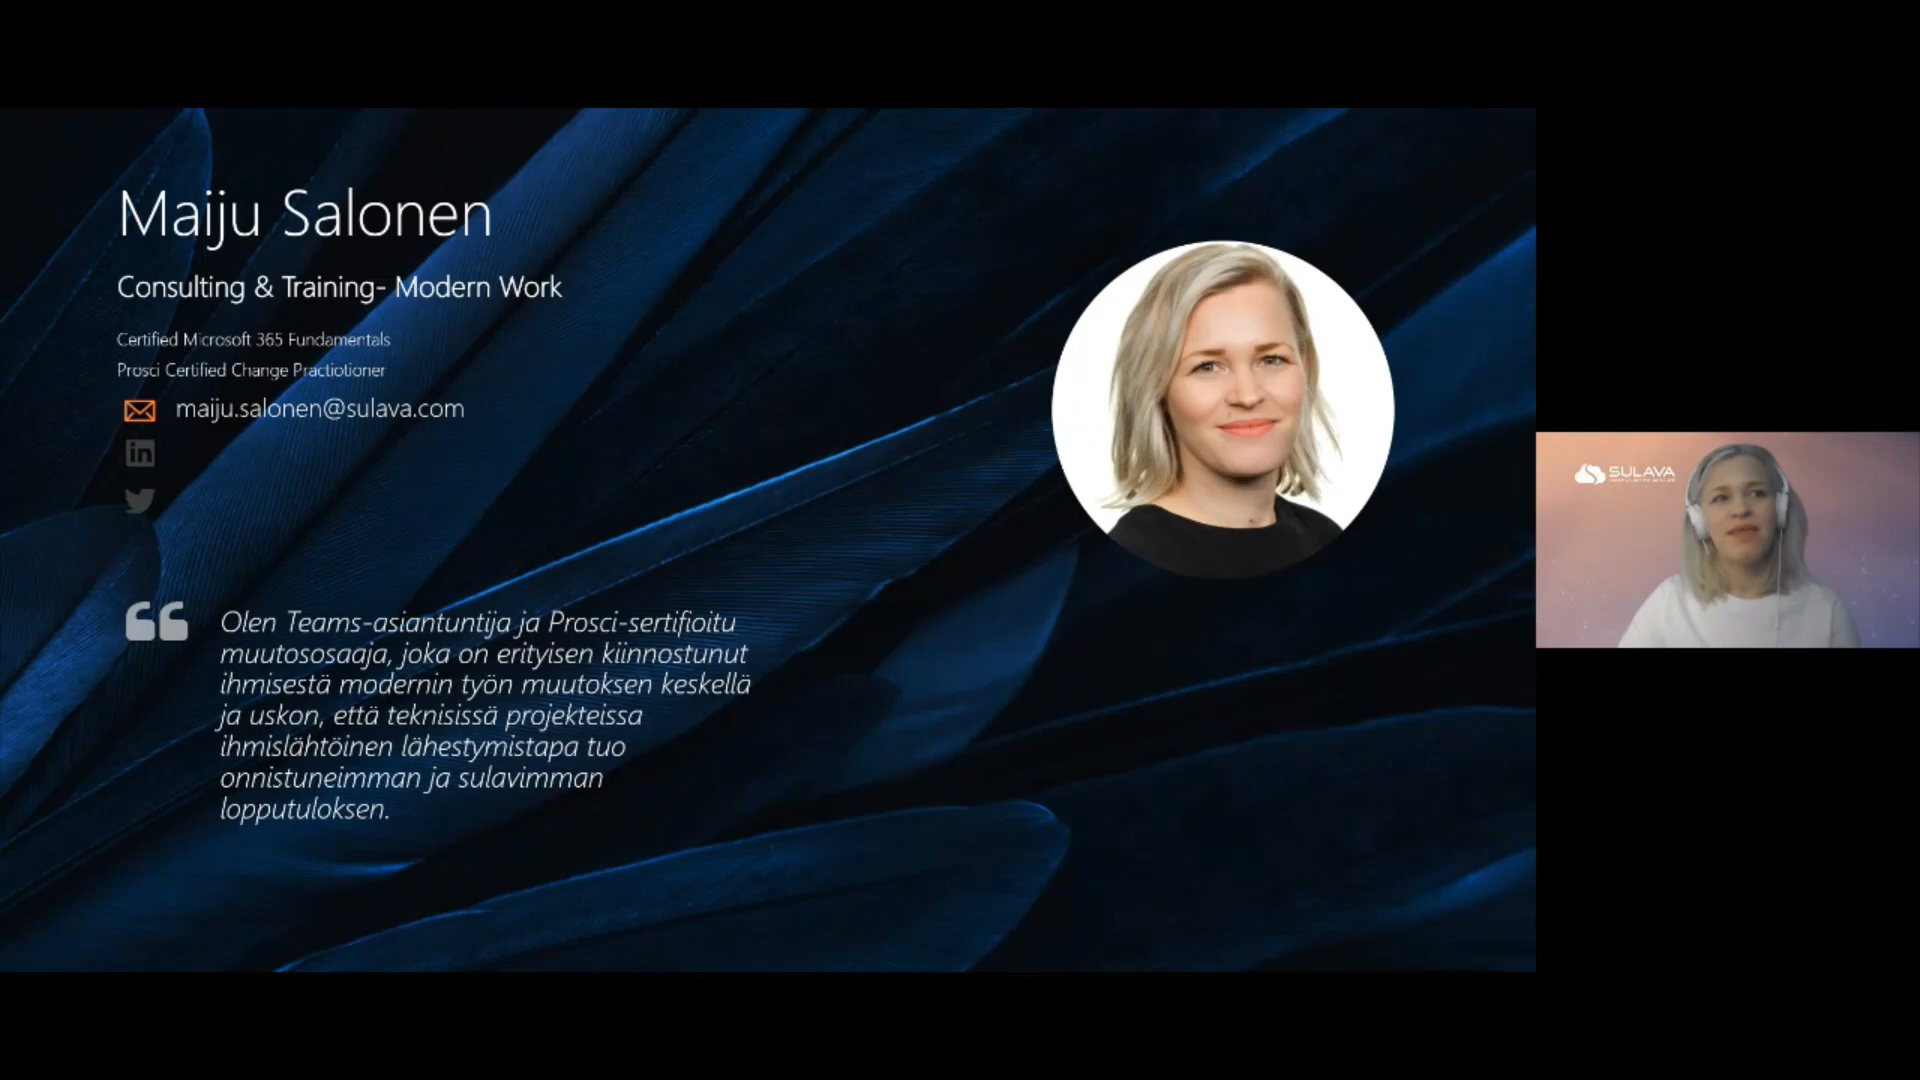 Maiju Salonen
Consulting & Training- Modern Work
Certified Microsoft 365 Fundamentals
Prosci Certified Change Practiotioner
maiju.salonen@sulava.com
in
Olen Teams-asiantuntija ja Prosci-sertifioitu
muutososaaja, joka on erityisen kiinnostunut
ihmisestä modernin työn muutoksen keskellä
ja uskon, että teknisissä projekteissa
ihmislähtöinen lähestymistapa tuo
onnistuneimman ja sulavimman
lopputuloksen.
SULAVA